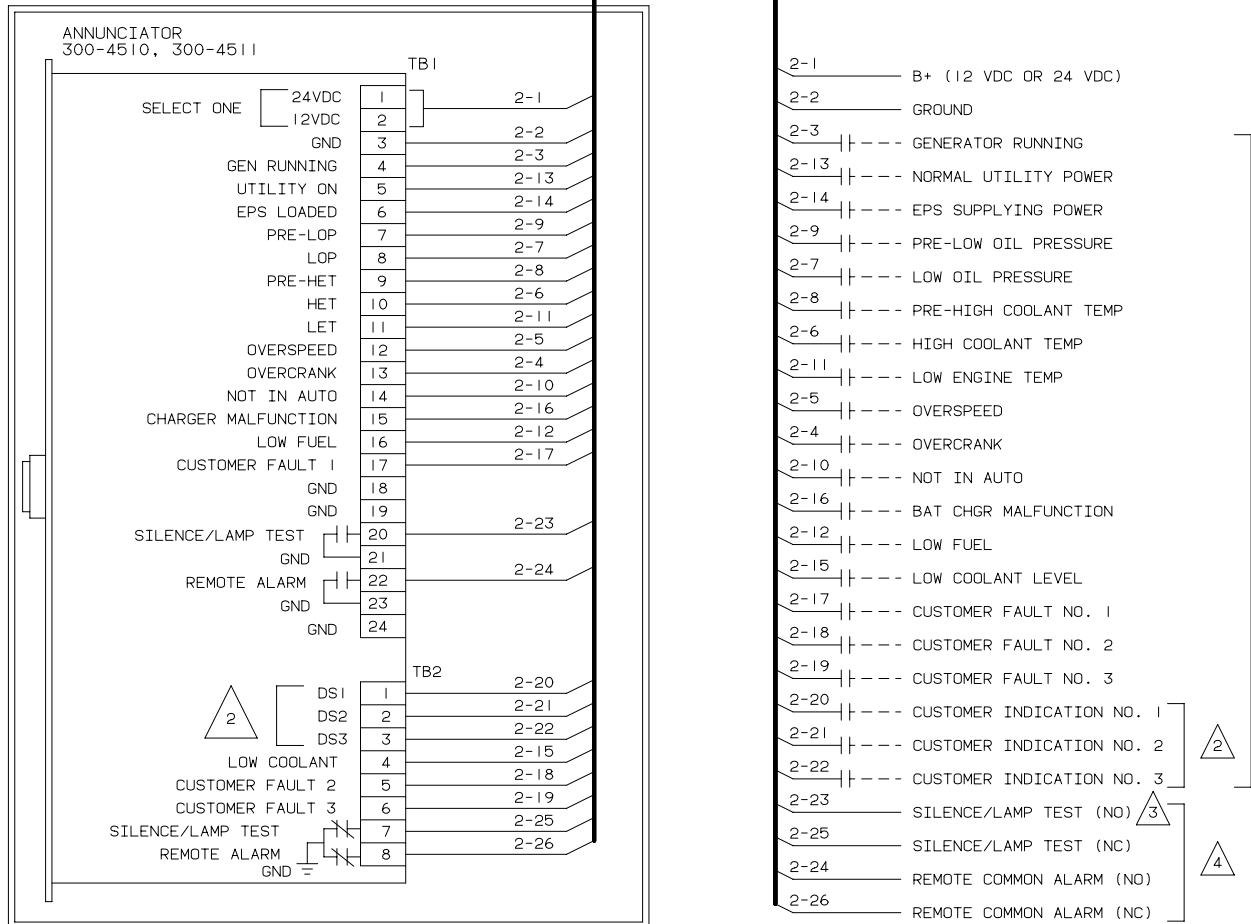 ANNUNCIATOR
300-4510, 300-4511
TB1
SELECT ONE
24VDC 1 2-1
12VDC 2
GND 3 2-2
GEN RUNNING 4 2-3
UTILITY ON 5 2-13
EPS LOADED 6 2-14
PRE-LOP 7 2-9
LOP 8 2-7
PRE-HET 9 2-8
HET 10 2-6
LET 11 2-11
OVERSPEED 12 2-5
OVERCRANK 13 2-4
NOT IN AUTO 14 2-10
CHARGER MALFUNCTION 15 2-16
LOW FUEL 16 2-12
CUSTOMER FAULT 1 17 2-17
GND 18
GND 19
SILENCE/LAMP TEST 20 2-23
GND 21
REMOTE ALARM 22 2-24
GND 23
GND 24
TB2
2
DS1 1 2-20
DS2 2 2-21
DS3 3 2-22
LOW COOLANT 4 2-15
CUSTOMER FAULT 2 5 2-18
CUSTOMER FAULT 3 6 2-19
SILENCE/LAMP TEST 7 2-25
REMOTE ALARM 8 2-26
GND
2-1 B+ (12 VDC OR 24 VDC)
2-2 GROUND
2-3 GENERATOR RUNNING
2-13 NORMAL UTILITY POWER
2-14 EPS SUPPLYING POWER
2-9 PRE-LOW OIL PRESSURE
2-7 LOW OIL PRESSURE
2-8 PRE-HIGH COOLANT TEMP
2-6 HIGH COOLANT TEMP
2-11 LOW ENGINE TEMP
2-5 OVERSPEED
2-4 OVERCRANK
2-10 NOT IN AUTO
2-16 BAT CHGR MALFUNCTION
2-12 LOW FUEL
2-15 LOW COOLANT LEVEL
2-17 CUSTOMER FAULT NO. 1
2-18 CUSTOMER FAULT NO. 2
2-19 CUSTOMER FAULT NO. 3
2-20 CUSTOMER INDICATION NO. 1
2-21 CUSTOMER INDICATION NO. 2 2
2-22 CUSTOMER INDICATION NO. 3
2-23 SILENCE/LAMP TEST (NO) 3
2-25 SILENCE/LAMP TEST (NC)
4
2-24 REMOTE COMMON ALARM (NO)
2-26 REMOTE COMMON ALARM (NC)